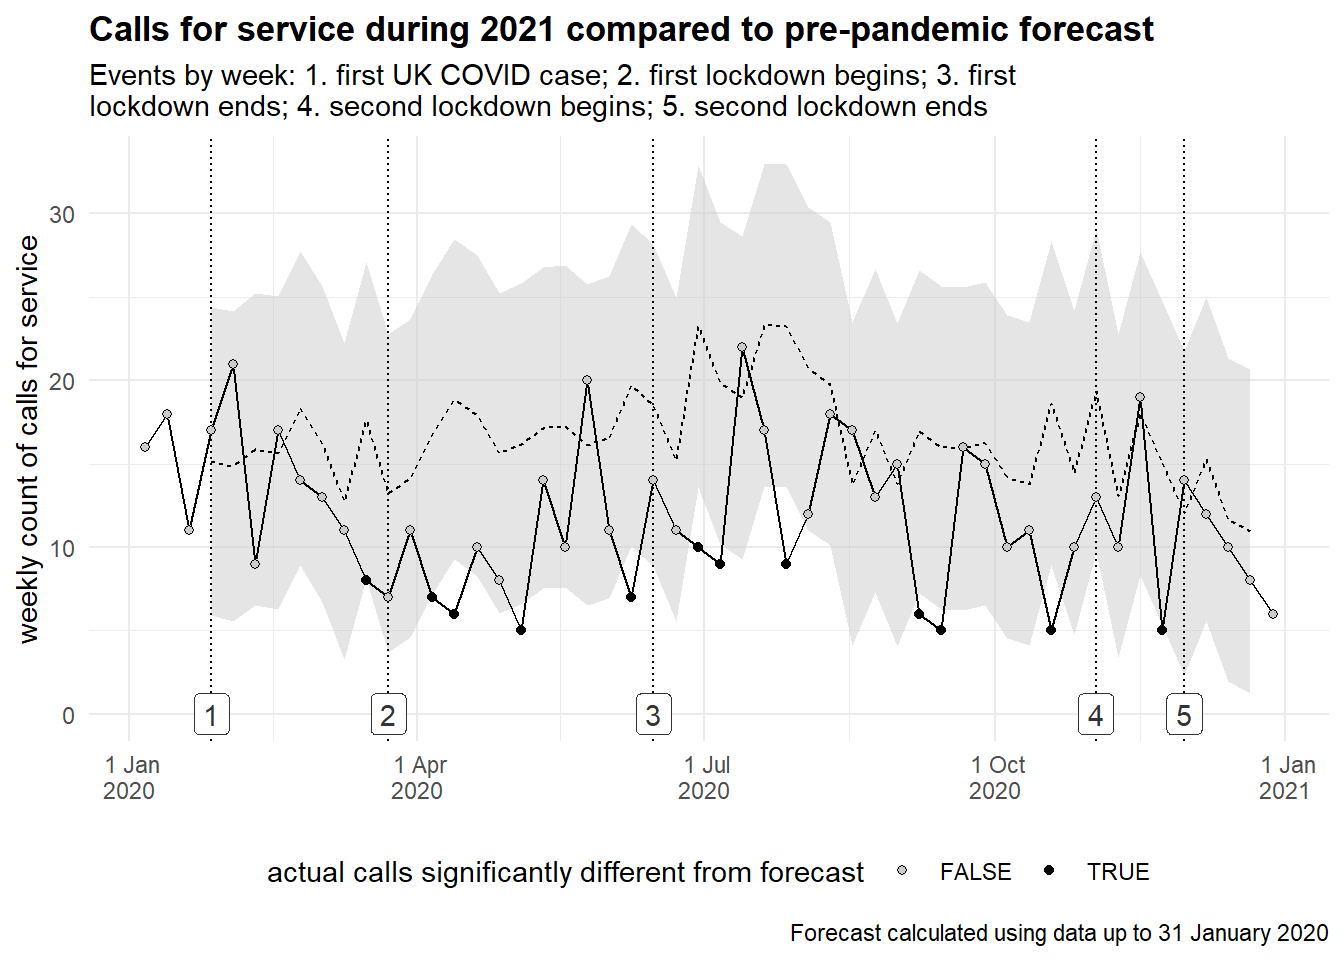 Calls for service during 2021 compared to pre-pandemic forecast
Events by week: 1. first UK COVID case; 2. first lockdown begins; 3. first
lockdown ends; 4. second lockdown begins; 5. second lockdown ends
weekly count of calls for service
30
20
10
0
1 2 3 4 5
1 Jan 1 Apr 1 Jul 1 Oct 1 Jan
2020 2020 2020 2020 2021
actual calls significantly different from forecast FALSE TRUE
Forecast calculated using data up to 31 January 2020